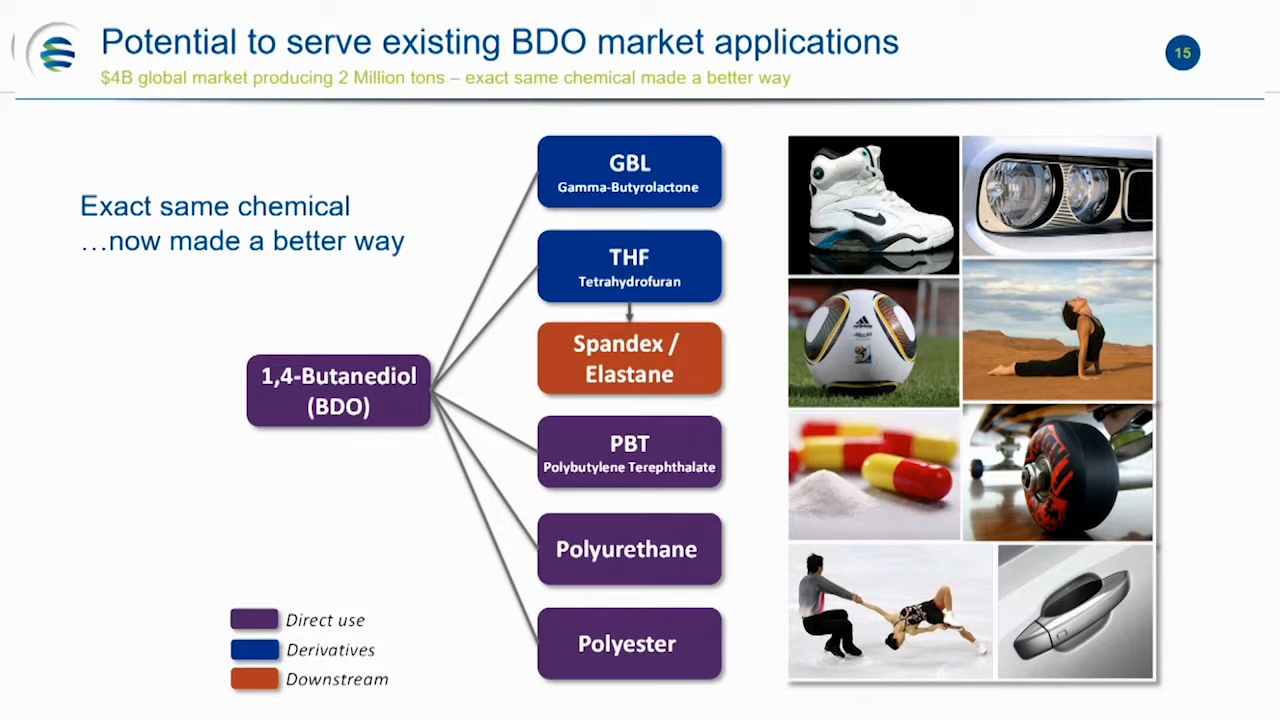 Potential to serve existing BDO market applications
$4B global market producing 2 Million tons – exact same chemical made a better way
15
Exact same chemical
…now made a better way
GBL
Gamma-Butyrolactone
THF
Tetrahydrofuran
Spandex /
Elastane
1,4-Butanediol
(BDO)
PBT
Polybutylene Terephthalate
Polyurethane
Polyester
Direct use
Derivatives
Downstream
adidas